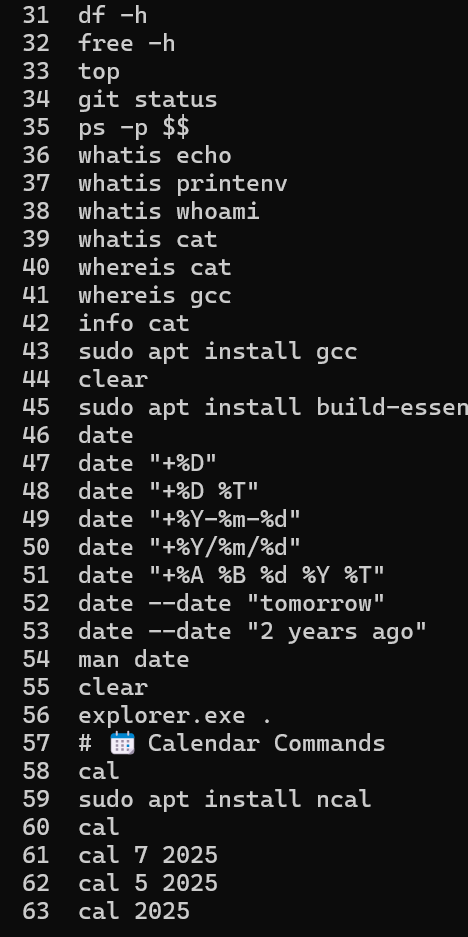 31 df -h
32 free -h
33 top
34 git status
35 ps -p $$
36 whatis echo
37 whatis printenv
38 whatis whoami
39 whatis cat
40 whereis cat
41 whereis gcc
42 info cat
43 sudo apt install gcc
44 clear
45 sudo apt install build-essen
46 date
47 date "+%D"
48 date "+%D %T"
49 date "+%Y-%m-%d"
50 date "+%Y/%m/%d"
51 date "+%A %B %d %Y %T"
52 date --date "tomorrow"
53 date --date "2 years ago"
54 man date
55 clear
56 explorer.exe .
57 # 🗓️ Calendar Commands
58 cal
59 sudo apt install ncal
60 cal
61 cal 7 2025
62 cal 5 2025
63 cal 2025